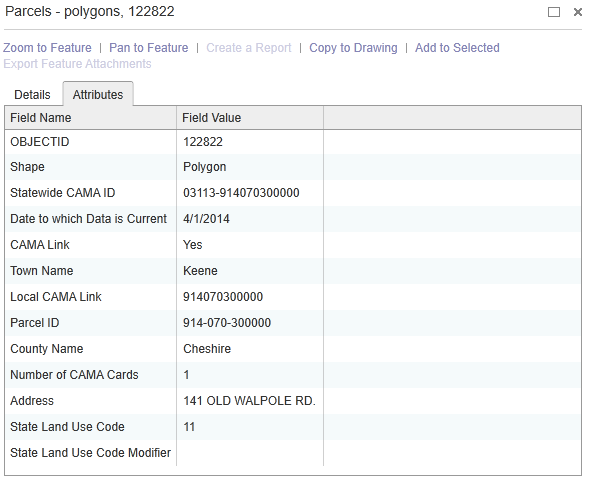 Parcels - polygons, 122822
Zoom to Feature | Pan to Feature | Create a Report | Copy to Drawing | Add to Selected
Export Feature Attachments
Details Attributes
Field Name Field Value
OBJECTID 122822
Shape Polygon
Statewide CAMA ID 03113-914070300000
Date to which Data is Current 4/1/2014
CAMA Link Yes
Town Name Keene
Local CAMA Link 914070300000
Parcel ID 914-070-300000
County Name Cheshire
Number of CAMA Cards 1
Address 141 OLD WALPOLE RD.
State Land Use Code 11
State Land Use Code Modifier